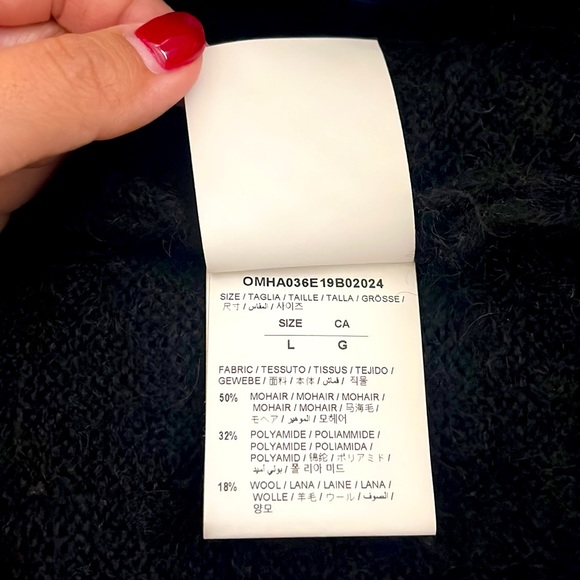 OMHA036E19B02024
SIZE / TAGLIA / TAILLE / TALLA / GRÖSSE /
尺寸 / المقاس / 사이즈
SIZE CA
L G
FABRIC / TESSUTO / TISSUS / TEJIDO /
GEWEBE / 面料 / 本体 / قماش / 직물
50% MOHAIR / MOHAIR / MOHAIR /
MOHAIR / MOHAIR / 马海毛 /
モヘア / الموهير / 모헤어
32% POLYAMIDE / POLIAMMIDE /
POLYAMIDE / POLIAMIDA /
POLYAMID / 锦纶 / ポリアミド /
بولي أميد / 폴 리아 미드
18% WOOL / LANA / LAINE / LANA /
WOLLE / 羊毛 / ウール / الصوف /
양모